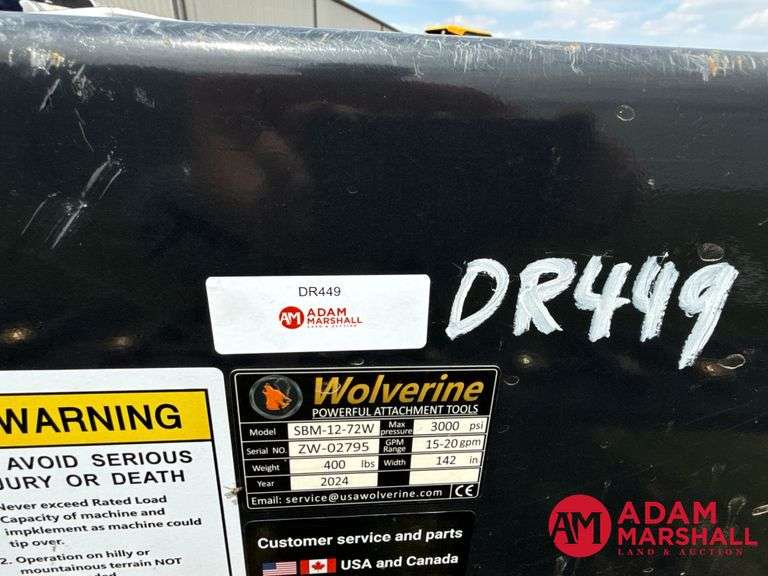 DR449
AM ADAM
MARSHALL
LAND & AUCTION
DR449
Wolverine
POWERFUL ATTACHMENT TOOLS
Model SBM-12-72W Max pressure 3000 psi
Serial NO. ZW-02795 GPM Range 15-20 gpm
Weight 400 lbs Width 142 in
Year 2024
Email: service@usawolverine.com CE
WARNING
AVOID SERIOUS
JURY OR DEATH
Never exceed Rated Load
Capacity of machine and
impklement as machine could
tip over.
2. Operation on hilly or
mountainous terrain NOT
Customer service and parts
USA and Canada
AM ADAM
MARSHALL
LAND & AUCTION